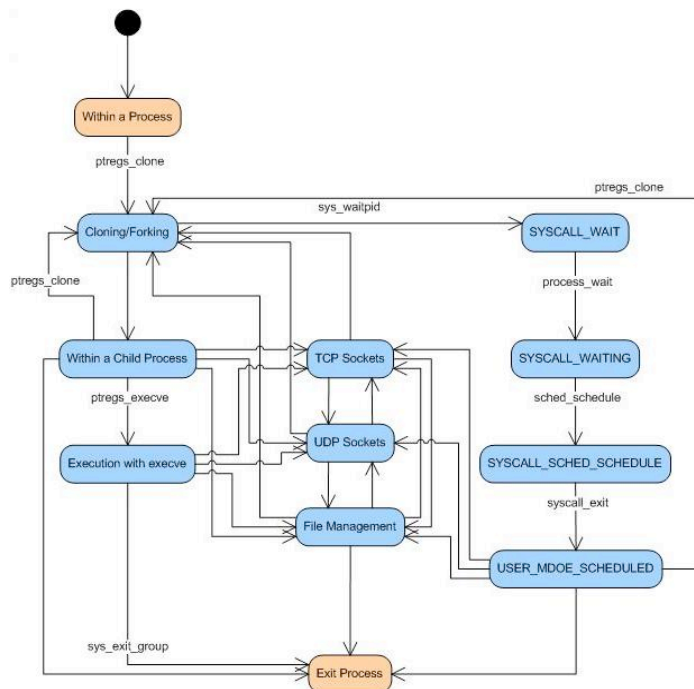 Within a Process
ptregs_clone
ptregs_clone
sys_waitpid
Cloning/Forking
SYSCALL_WAIT
ptregs_clone
process_wait
Within a Child Process
TCP Sockets
SYSCALL_WAITING
ptregs_execve
sched_schedule
UDP Sockets
Execution with execve
SYSCALL_SCHED_SCHEDULE
syscall_exit
File Management
USER_MDOE_SCHEDULED
sys_exit_group
Exit Process